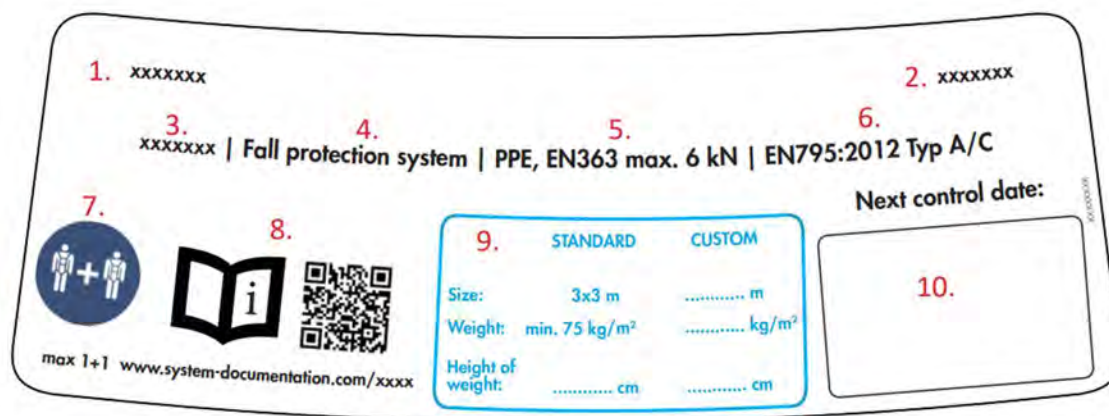 1. xxxxxxx
2. xxxxxxx
3.
4.
5.
6.
xxxxxxx | Fall protection system | PPE, EN363 max. 6 kN | EN795:2012 Typ A/C
7.
8.
i
max 1+1 www.system-documentation.com/xxxx
9. STANDARD CUSTOM
Size: 3x3 m ........... m
Weight: min. 75 kg/m² ........... kg/m²
Height of
weight: ........... cm ........... cm
Next control date:
10.